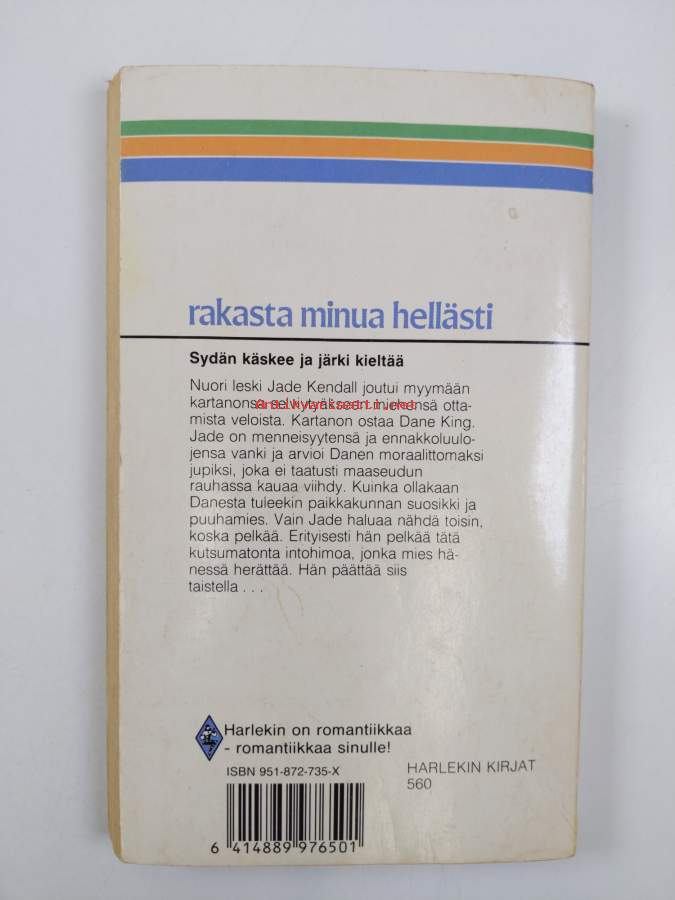 rakasta minua hellästi
Sydän käskee ja järki kieltää
Nuori leski Jade Kendall joutui myymään
kartanonsa selvitäkseen miehensä otta-
mista veloista. Kartanon ostaa Dane King.
Jade on menneisyytensä ja ennakkoluulo-
jensa vanki ja arvioi Danen moraalittomaksi
jupiksi, joka ei taatusti maaseudun
rauhassa kauaa viihdy. Kuinka ollakaan
Danesta tuleekin paikkakunnan suosikki ja
puuhamies. Vain Jade haluaa nähdä toisin,
koska pelkää. Erityisesti hän pelkää tätä
kutsumatonta intohimoa, jonka mies hä-
nessä herättää. Hän päättää siis
taistella . . .
Harlekin on romantiikkaa
- romantiikkaa sinulle!
ISBN 951-872-735-X
HARLEKIN KIRJAT
560
6 414889 976501